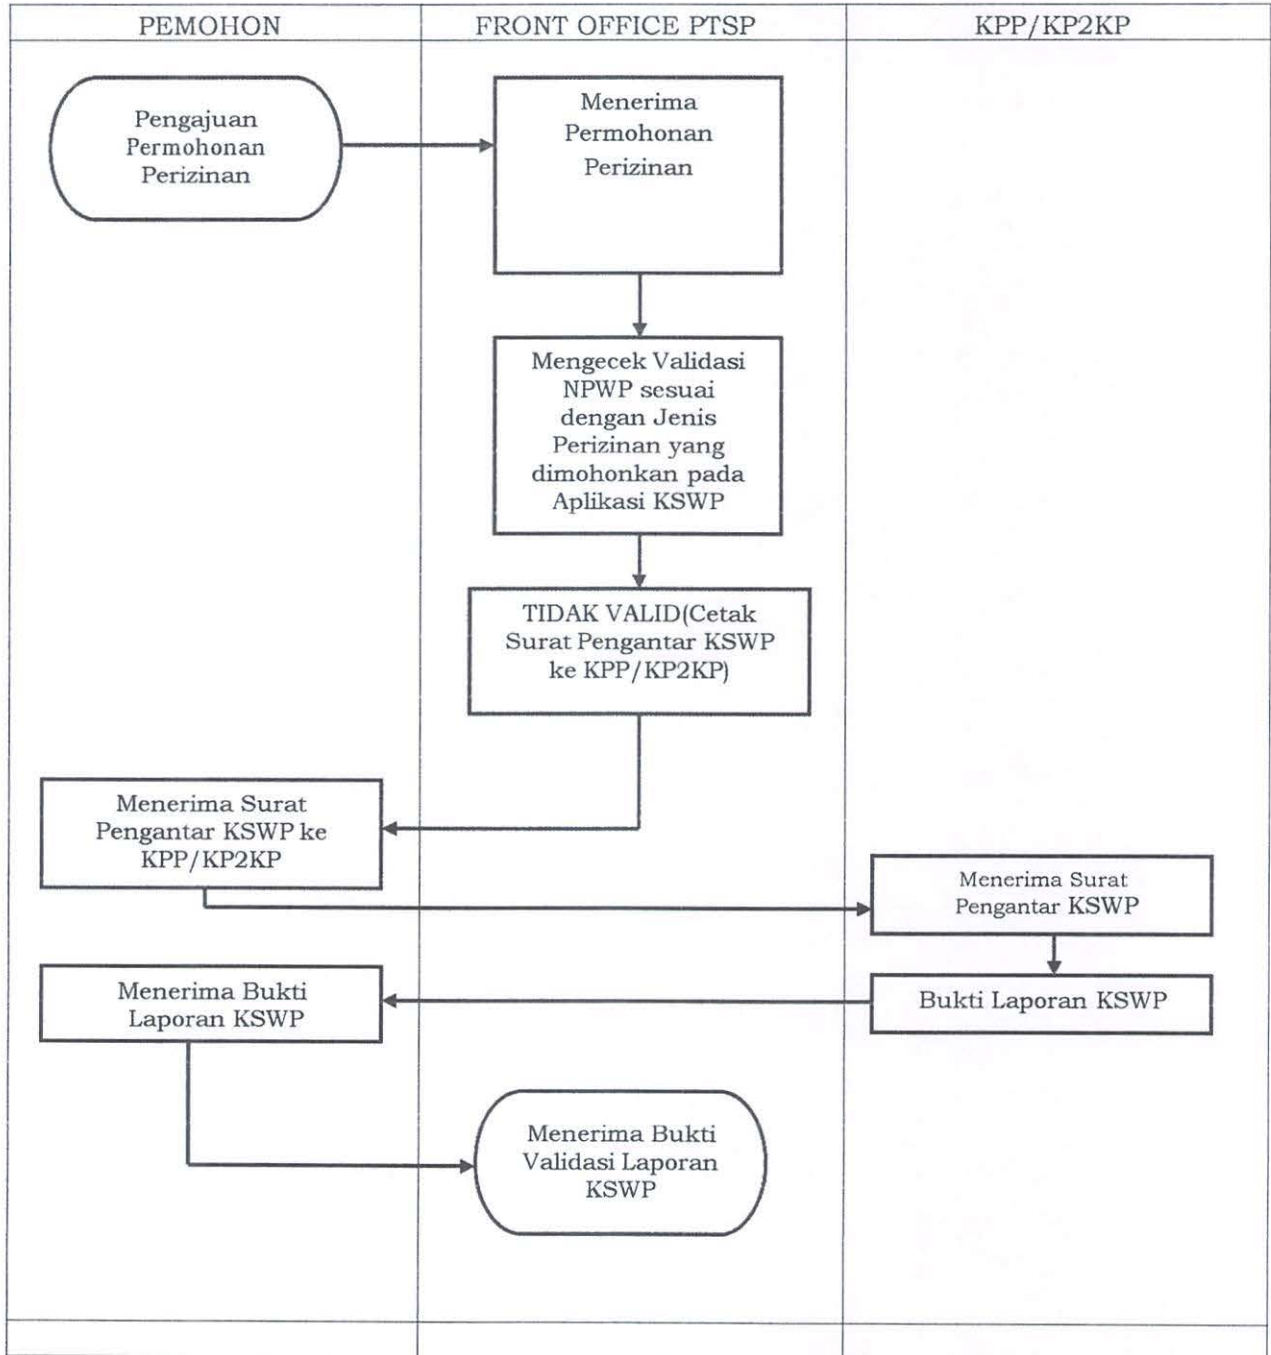 PEMOHON
FRONT OFFICE PTSP
KPP/KP2KP
Pengajuan
Permohonan
Perizinan
Menerima
Permohonan
Perizinan
Mengecek Validasi
NPWP sesuai
dengan Jenis
Perizinan yang
dimohonkan pada
Aplikasi KSWP
TIDAK VALID(Cetak
Surat Pengantar KSWP
ke KPP/KP2KP)
Menerima Surat
Pengantar KSWP ke
KPP/KP2KP
Menerima Surat
Pengantar KSWP
Bukti Laporan KSWP
Menerima Bukti
Laporan KSWP
Menerima Bukti
Validasi Laporan
KSWP